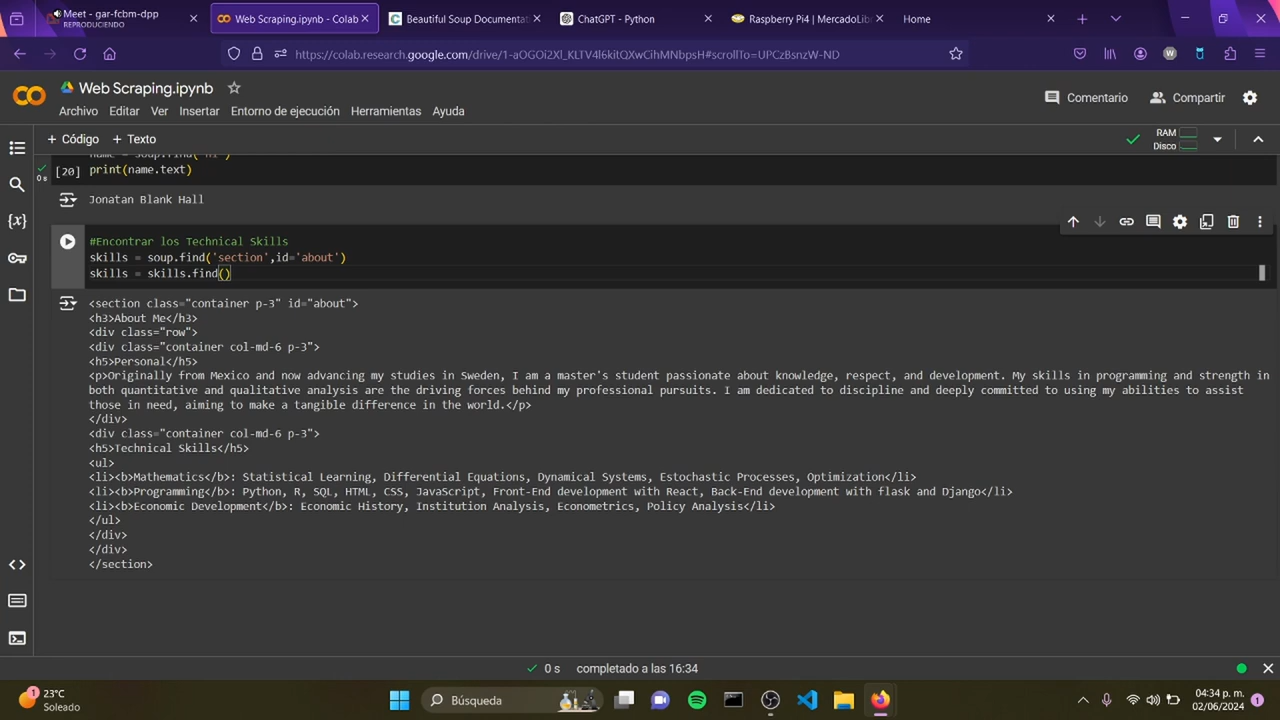 Meet - gar-fcbm-dpp
REPRODUCIENDO
Web Scraping.ipynb - Colab
Beautiful Soup Documentat
ChatGPT - Python
Raspberry Pi4 | MercadoLib
Home
https://colab.research.google.com/drive/1-aOGOi2XI_KLTV4l6kitQXwCihMNbpsH#scrollTo=UPCzBsnzW-ND
Web Scraping.ipynb
Comentario
Compartir
Archivo Editar Ver Insertar Entorno de ejecución Herramientas Ayuda
+ Código + Texto
RAM
Disco
name = soup.find('h1')
[20] print(name.text)
0 s
Jonatan Blank Hall
#Encontrar los Technical Skills
skills = soup.find('section',id='about')
skills = skills.find()
<section class="container p-3" id="about">
<h3>About Me</h3>
<div class="row">
<div class="container col-md-6 p-3">
<h5>Personal</h5>
<p>Originally from Mexico and now advancing my studies in Sweden, I am a master's student passionate about knowledge, respect, and development. My skills in programming and strength in
both quantitative and qualitative analysis are the driving forces behind my professional pursuits. I am dedicated to discipline and deeply committed to using my abilities to assist
those in need, aiming to make a tangible difference in the world.</p>
</div>
<div class="container col-md-6 p-3">
<h5>Technical Skills</h5>
<ul>
<li><b>Mathematics</b>: Statistical Learning, Differential Equations, Dynamical Systems, Estochastic Processes, Optimization</li>
<li><b>Programming</b>: Python, R, SQL, HTML, CSS, JavaScript, Front-End development with React, Back-End development with flask and Django</li>
<li><b>Economic Development</b>: Economic History, Institution Analysis, Econometrics, Policy Analysis</li>
</ul>
</div>
</div>
</section>
0 s completado a las 16:34
1
23°C
Soleado
Búsqueda
04:34 p. m.
02/06/2024